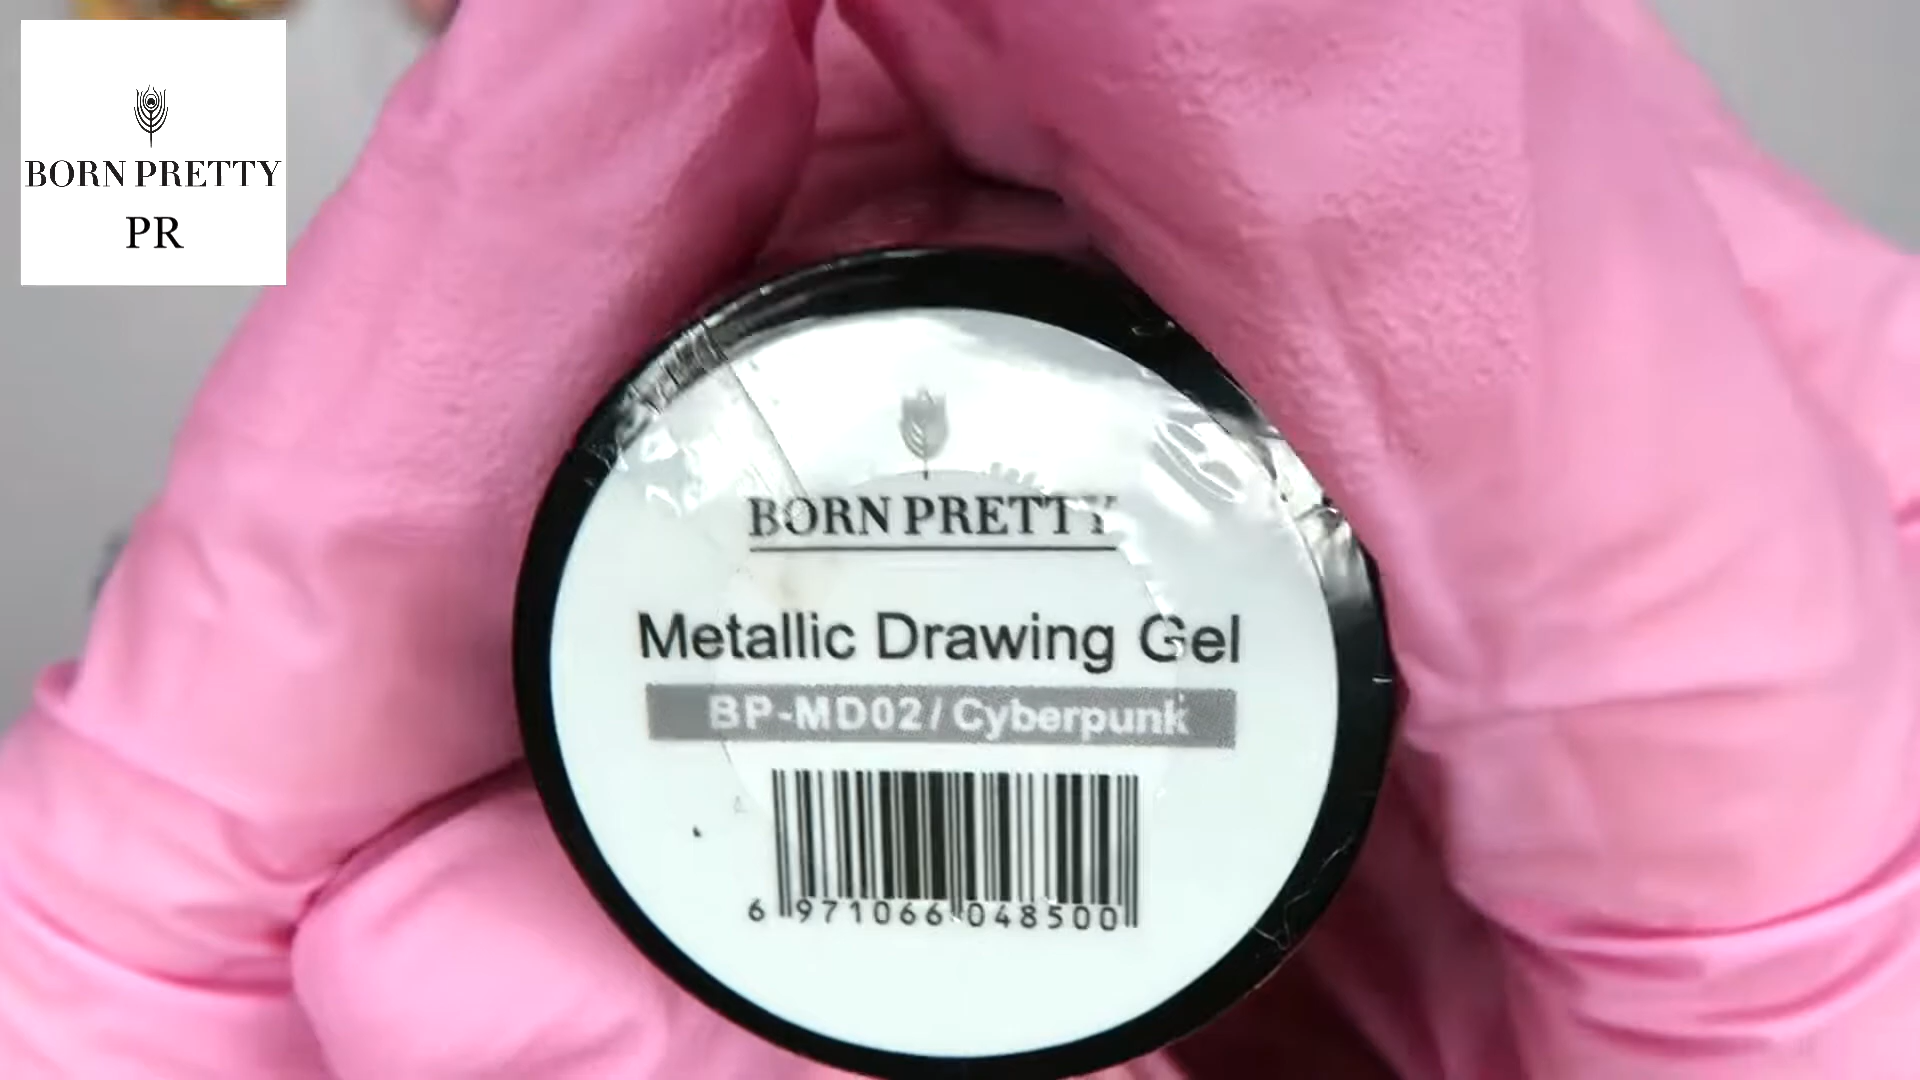 BORN PRETTY
PR
BORN PRETTY
Metallic Drawing Gel
BP-MD02/Cyberpunk
6 971066 048500